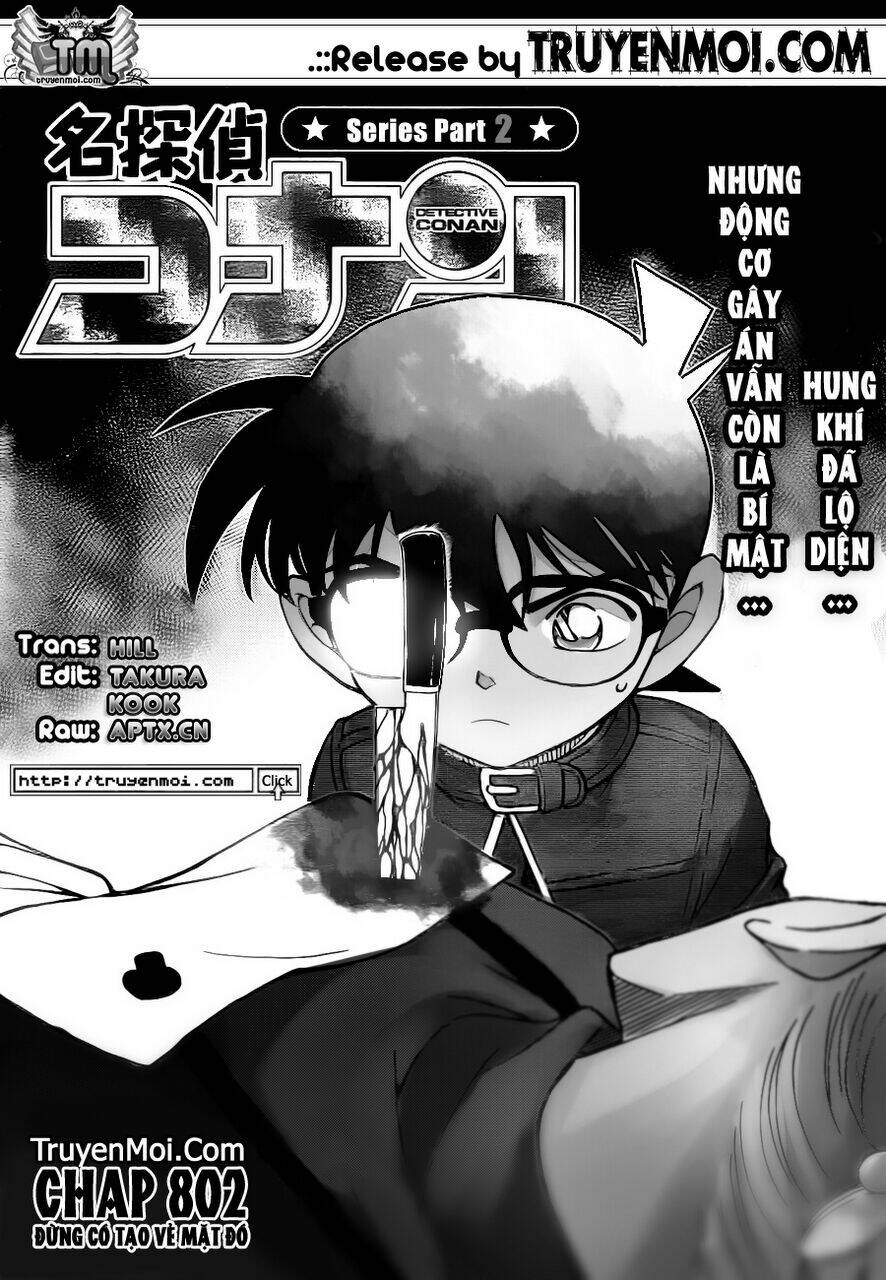 TM
truyenmoi.com
.::Release by TRUYENMOI.COM
★ Series Part 2 ★
名探偵
コナン
DETECTIVE
CONAN
HUNG
KHÍ
ĐÃ
LỘ
DIỆN
...
NHƯNG
ĐỘNG
CƠ
GÂY
ÁN
VẪN
CÒN
LÀ
BÍ
MẬT
...
Trans: HILL
Edit: TAKURA
KOOK
Raw: APTX.CN
http://truyenmoi.com Click
TruyenMoi.Com
CHAP 802
ĐỪNG CÓ TẠO VẺ MẶT ĐÓ